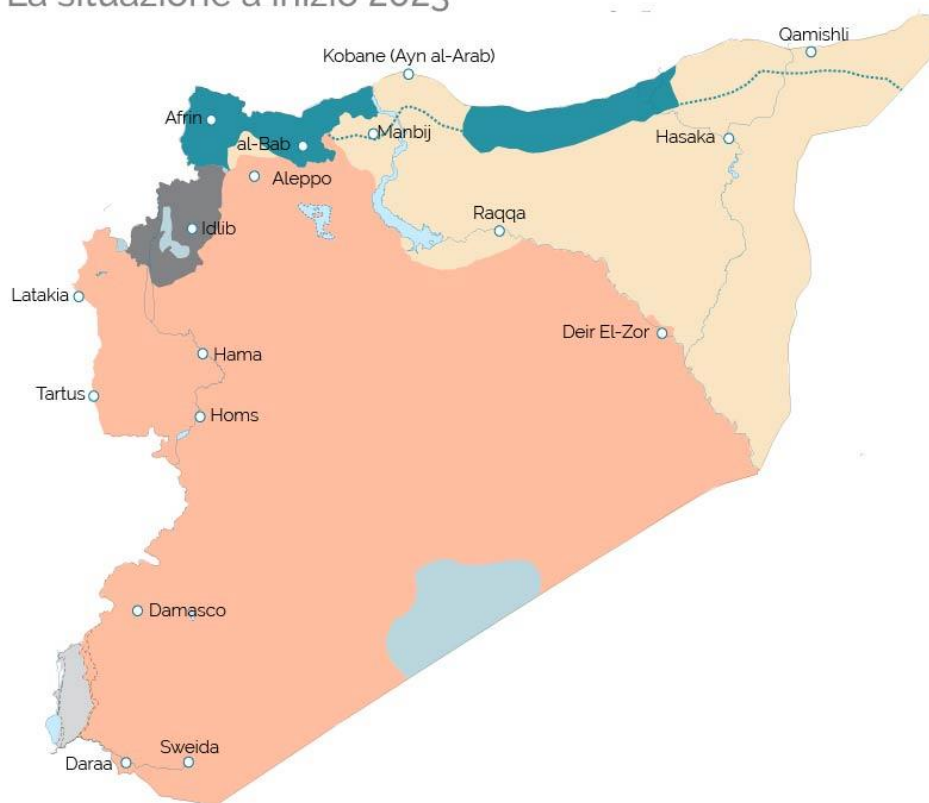 La situazione a inizio 2023
Qamishli
Kobane (Ayn al-Arab)
Afrin
Manbij
al-Bab
Hasaka
Aleppo
Raqqa
Idlib
Latakia
Deir El-Zor
Hama
Tartus
Homs
Damasco
Sweida
Daraa